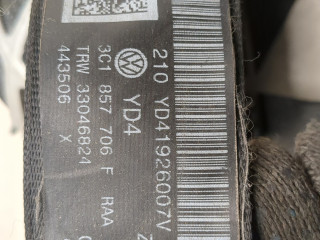 210 YD41926007V
YD4
3C1 857 706 F RAA
TRW 33046824
443506 X